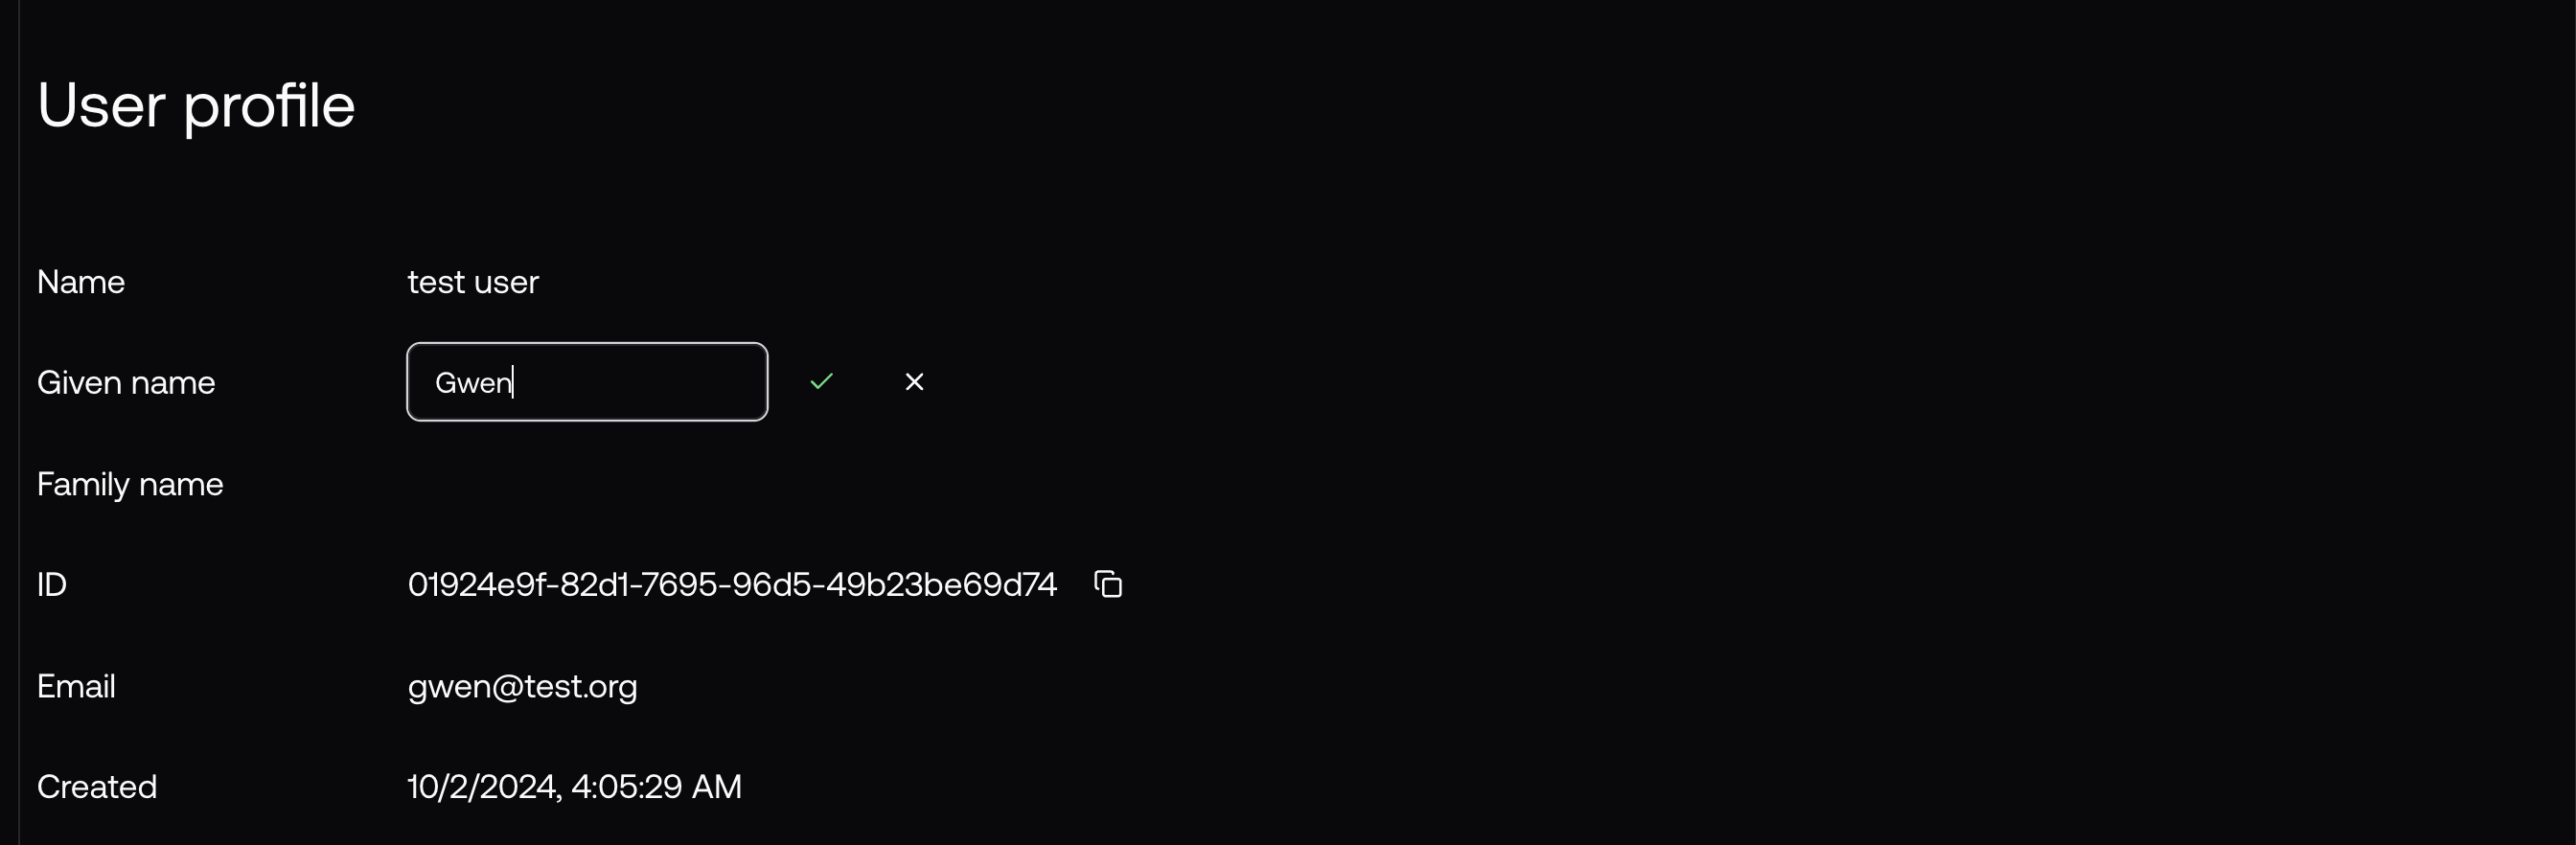 User profile
Name test user
Given name Gwen
Family name
ID 01924e9f-82d1-7695-96d5-49b23be69d74
Email gwen@test.org
Created 10/2/2024, 4:05:29 AM